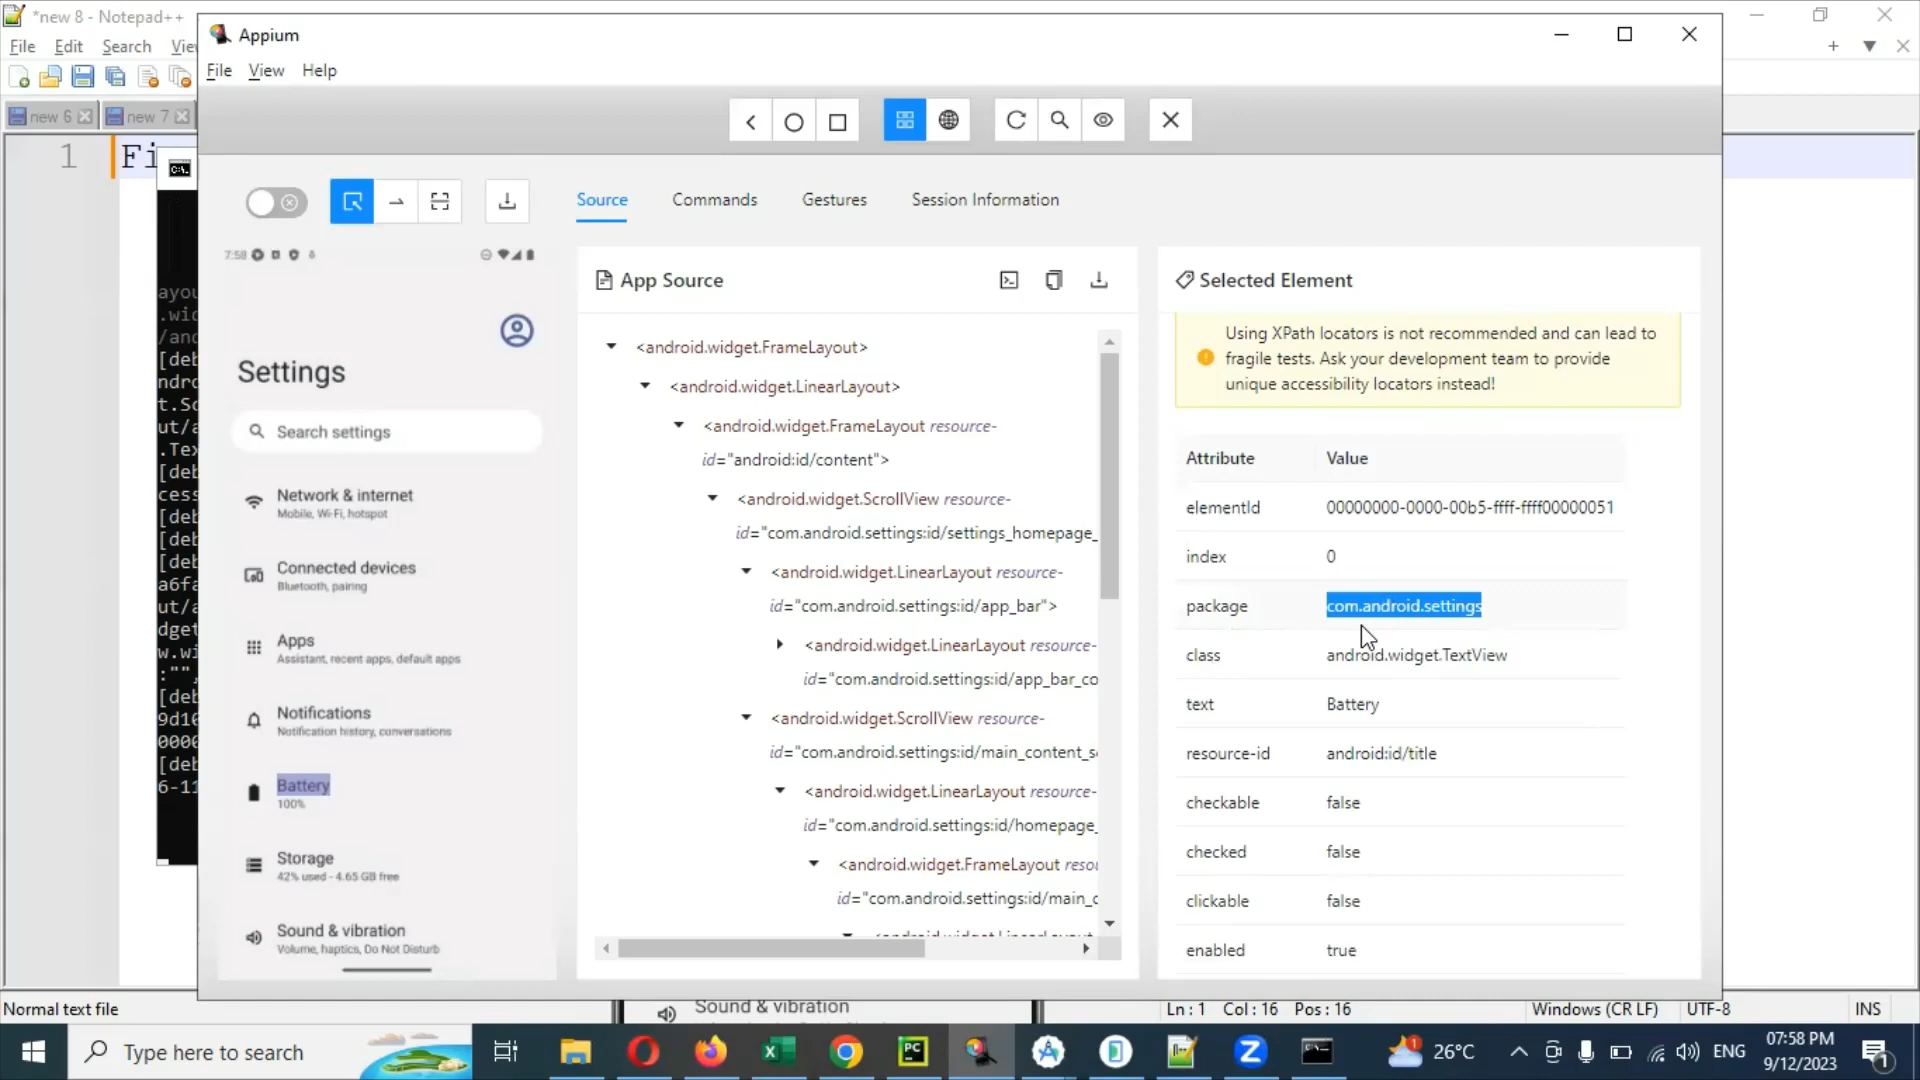 *new 8 - Notepad++
File Edit Search
new 6 new 7
1
Appium
File View Help
Source Commands Gestures Session Information
7:58
Settings
Search settings
Network & internet
Mobile, Wi-Fi, hotspot
Connected devices
Bluetooth, pairing
Apps
Assistant, recent apps, default apps
Notifications
Notification history, conversations
Battery
100%
Storage
42% used - 4.65 GB free
Sound & vibration
Volume, haptics, Do Not Disturb
App Source
<android.widget.FrameLayout>
<android.widget.LinearLayout>
<android.widget.FrameLayout resource-
id="android:id/content">
<android.widget.ScrollView resource-
id="com.android.settings:id/settings_homepage_
<android.widget.LinearLayout resource-
id="com.android.settings:id/app_bar">
<android.widget.LinearLayout resource-
id="com.android.settings:id/app_bar_co
<android.widget.ScrollView resource-
id="com.android.settings:id/main_content_s
<android.widget.LinearLayout resource-
id="com.android.settings:id/homepage_
<android.widget.FrameLayout resou
id="com.android.settings:id/main_c
Selected Element
Using XPath locators is not recommended and can lead to
fragile tests. Ask your development team to provide
unique accessibility locators instead!
Attribute Value
elementId 00000000-0000-00b5-ffff-ffff00000051
index 0
package com.android.settings
class android.widget.TextView
text Battery
resource-id android:id/title
checkable false
checked false
clickable false
enabled true
Sound & vibration
Normal text file Ln : 1 Col : 16 Pos : 16 Windows (CR LF) UTF-8 INS
Type here to search
26°C
ENG
07:58 PM
9/12/2023
1